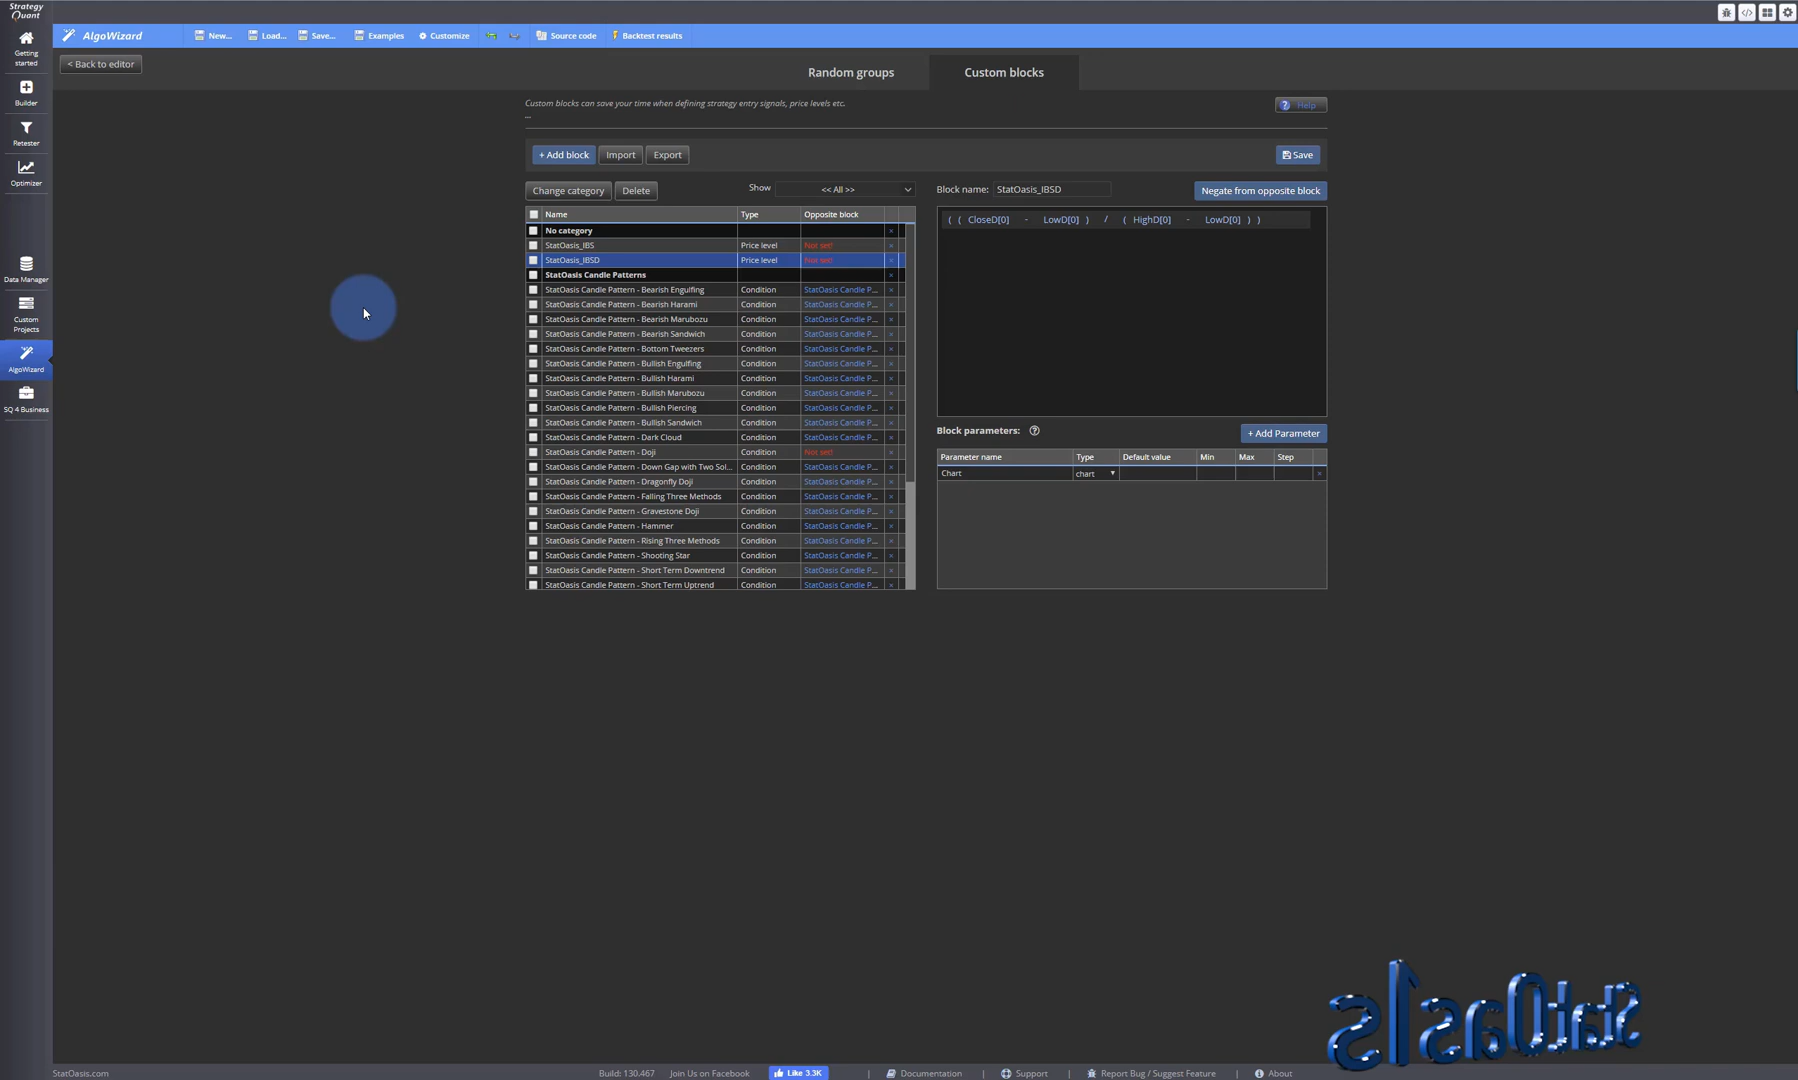 Strategy
Quant
AlgoWizard
New...
Load...
Save...
Examples
Customize
Source code
Backtest results
Getting
started
Builder
Retester
Optimizer
Data Manager
Custom
Projects
AlgoWizard
SQ 4 Business
< Back to editor
Random groups
Custom blocks
Custom blocks can save your time when defining strategy entry signals, price levels etc.
...
? Help
+ Add block
Import
Export
Save
Change category
Delete
Show
<< All >>
Block name:
StatOasis_IBSD
Negate from opposite block
Name Type Opposite block
No category ×
StatOasis_IBS Price level Not set! ×
StatOasis_IBSD Price level Not set! ×
StatOasis Candle Patterns ×
StatOasis Candle Pattern - Bearish Engulfing Condition StatOasis Candle P... ×
StatOasis Candle Pattern - Bearish Harami Condition StatOasis Candle P... ×
StatOasis Candle Pattern - Bearish Marubozu Condition StatOasis Candle P... ×
StatOasis Candle Pattern - Bearish Sandwich Condition StatOasis Candle P... ×
StatOasis Candle Pattern - Bottom Tweezers Condition StatOasis Candle P... ×
StatOasis Candle Pattern - Bullish Engulfing Condition StatOasis Candle P... ×
StatOasis Candle Pattern - Bullish Harami Condition StatOasis Candle P... ×
StatOasis Candle Pattern - Bullish Marubozu Condition StatOasis Candle P... ×
StatOasis Candle Pattern - Bullish Piercing Condition StatOasis Candle P... ×
StatOasis Candle Pattern - Bullish Sandwich Condition StatOasis Candle P... ×
StatOasis Candle Pattern - Dark Cloud Condition StatOasis Candle P... ×
StatOasis Candle Pattern - Doji Condition Not set! ×
StatOasis Candle Pattern - Down Gap with Two Sol... Condition StatOasis Candle P... ×
StatOasis Candle Pattern - Dragonfly Doji Condition StatOasis Candle P... ×
StatOasis Candle Pattern - Falling Three Methods Condition StatOasis Candle P... ×
StatOasis Candle Pattern - Gravestone Doji Condition StatOasis Candle P... ×
StatOasis Candle Pattern - Hammer Condition StatOasis Candle P... ×
StatOasis Candle Pattern - Rising Three Methods Condition StatOasis Candle P... ×
StatOasis Candle Pattern - Shooting Star Condition StatOasis Candle P... ×
StatOasis Candle Pattern - Short Term Downtrend Condition StatOasis Candle P... ×
StatOasis Candle Pattern - Short Term Uptrend Condition StatOasis Candle P... ×
( ( CloseD[0] - LowD[0] ) / ( HighD[0] - LowD[0] ) )
Block parameters: ?
+ Add Parameter
Parameter name Type Default value Min Max Step
Chart chart ×
StatOasis
StatOasis.com
Build: 130.467
Join Us on Facebook
Like 3.3K
| Documentation
| Support
| Report Bug / Suggest Feature
| About